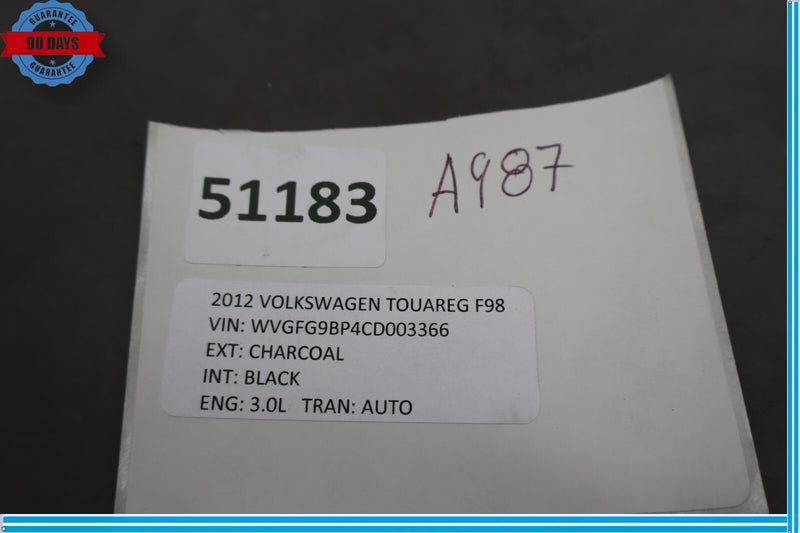 GUARANTEE
90 DAYS
GUARANTEE
51183
A987
2012 VOLKSWAGEN TOUAREG F98
VIN: WVGFG9BP4CD003366
EXT: CHARCOAL
INT: BLACK
ENG: 3.0L TRAN: AUTO